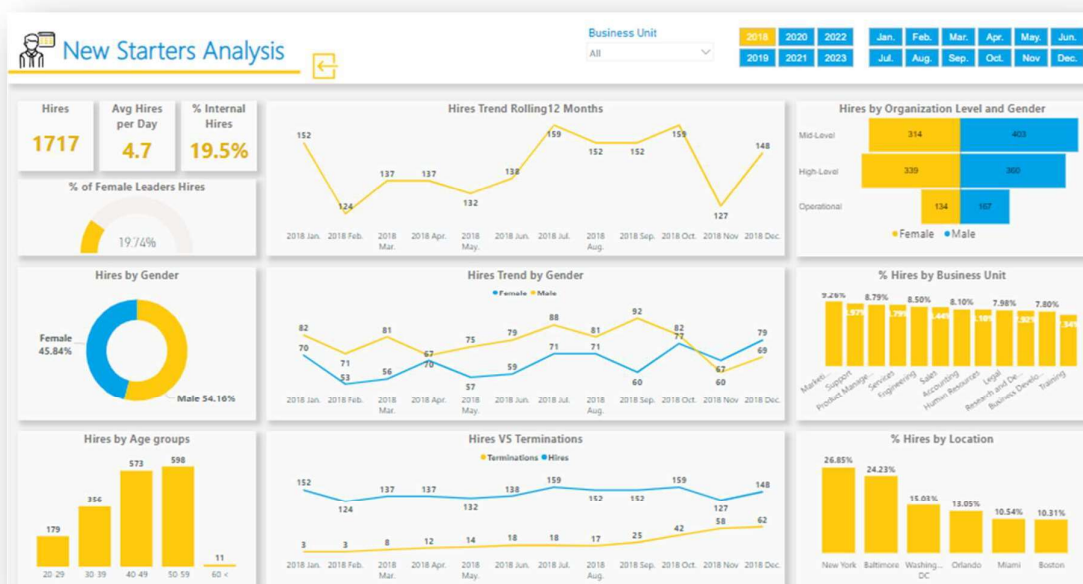 New Starters Analysis
Business Unit
All
2018 2020 2022
2019 2021 2023
Jan. Feb. Mar. Apr. May. Jun.
Jul. Aug. Sep. Oct. Nov Dec.
Hires
1717
Avg Hires
per Day
4.7
% Internal
Hires
19.5%
% of Female Leaders Hires
19.74%
Hires Trend Rolling12 Months
152 124 137 137 132 138 159 152 152 159 127 148
2018 Jan. 2018 Feb. 2018 Mar. 2018 Apr. 2018 May. 2018 Jun. 2018 Jul. 2018 Aug. 2018 Sep. 2018 Oct. 2018 Nov 2018 Dec.
Hires by Organization Level and Gender
Mid-Level 314 403
High-Level 339 360
Operational 134 167
Female Male
Hires by Gender
Female
45.84%
Male 54.16%
Hires Trend by Gender
Female Male
82 71 81 67 75 79 88 81 92 82 60 69
70 53 56 70 57 59 71 71 60 77 67 79
2018 Jan. 2018 Feb. 2018 Mar. 2018 Apr. 2018 May. 2018 Jun. 2018 Jul. 2018 Aug. 2018 Sep. 2018 Oct. 2018 Nov 2018 Dec.
% Hires by Business Unit
9.26% 8.79% 8.50% 8.10% 7.98% 7.80%
Marketi... Support Product Manage... Services Engineering Sales Accounting Human Resources Legal Research and De... Business Develo... Training
Hires by Age groups
179 356 573 598 11
20-29 30-39 40-49 50-59 60 <
Hires VS Terminations
Terminations Hires
152 124 137 137 132 138 159 152 152 159 127 148
3 3 8 12 14 18 18 17 25 42 58 62
2018 Jan. 2018 Feb. 2018 Mar. 2018 Apr. 2018 May. 2018 Jun. 2018 Jul. 2018 Aug. 2018 Sep. 2018 Oct. 2018 Nov 2018 Dec.
% Hires by Location
26.85% 24.23% 15.03% 13.05% 10.54% 10.31%
New York Baltimore Washing... DC Orlando Miami Boston